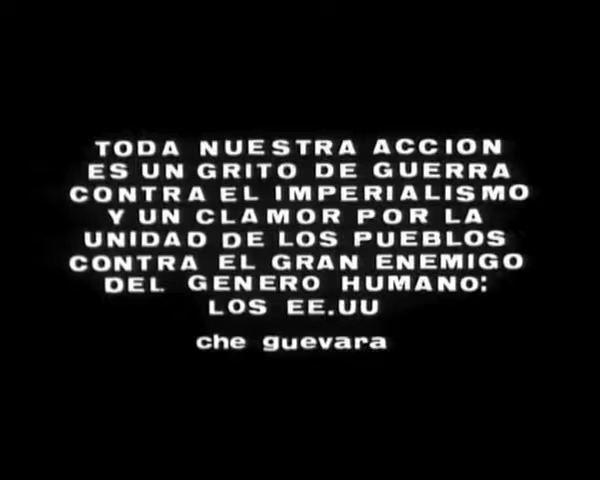 TODA NUESTRA ACCION
ES UN GRITO DE GUERRA
CONTRA EL IMPERIALISMO
Y UN CLAMOR POR LA
UNIDAD DE LOS PUEBLOS
CONTRA EL GRAN ENEMIGO
DEL GENERO HUMANO:
LOS EE.UU
che guevara